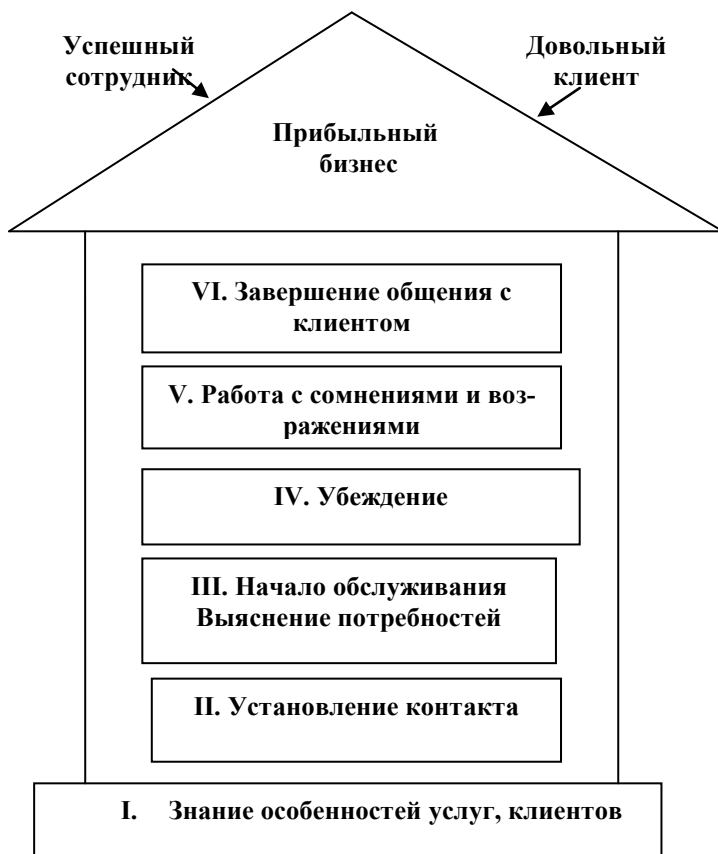 Успешный
сотрудник
Довольный
клиент
Прибыльный
бизнес
VI. Завершение общения с
клиентом
V. Работа с сомнениями и воз-
ражениями
IV. Убеждение
III. Начало обслуживания
Выяснение потребностей
II. Установление контакта
I. Знание особенностей услуг, клиентов